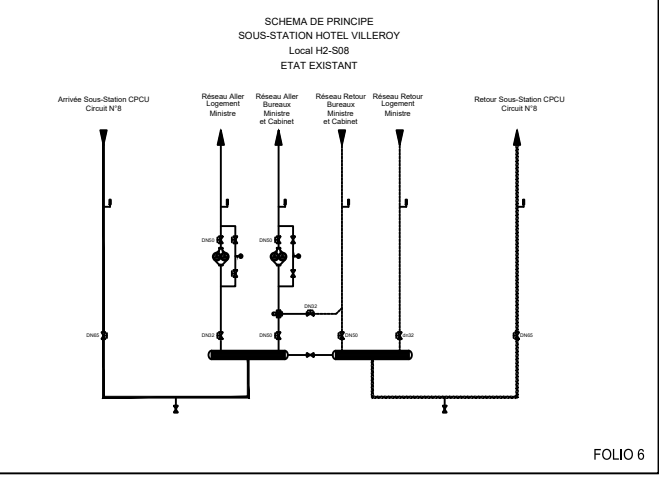 SCHEMA DE PRINCIPE
SOUS-STATION HOTEL VILLEROY
Local H2-S08
ETAT EXISTANT
Arrivée Sous-Station CPCU
Circuit N°8
Réseau Aller
Logement
Ministre
Réseau Aller
Bureaux
Ministre
et Cabinet
Réseau Retour
Bureaux
Ministre
et Cabinet
Réseau Retour
Logement
Ministre
Retour Sous-Station CPCU
Circuit N°8
DN50
DN50
DN32
DN65
DN32
DN50
DN50
dn32
DN65
FOLIO 6